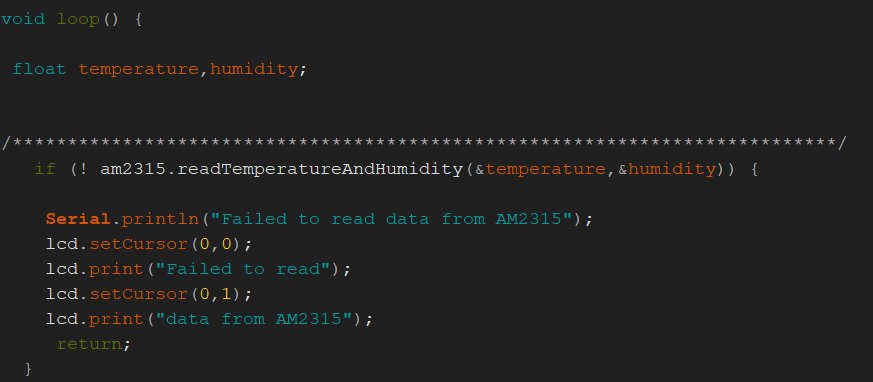 void loop() {
float temperature,humidity;
/***************************************************************************/
if (! am2315.readTemperatureAndHumidity(&temperature,&humidity)) {
Serial.println("Failed to read data from AM2315");
lcd.setCursor(0,0);
lcd.print("Failed to read");
lcd.setCursor(0,1);
lcd.print("data from AM2315");
return;
}